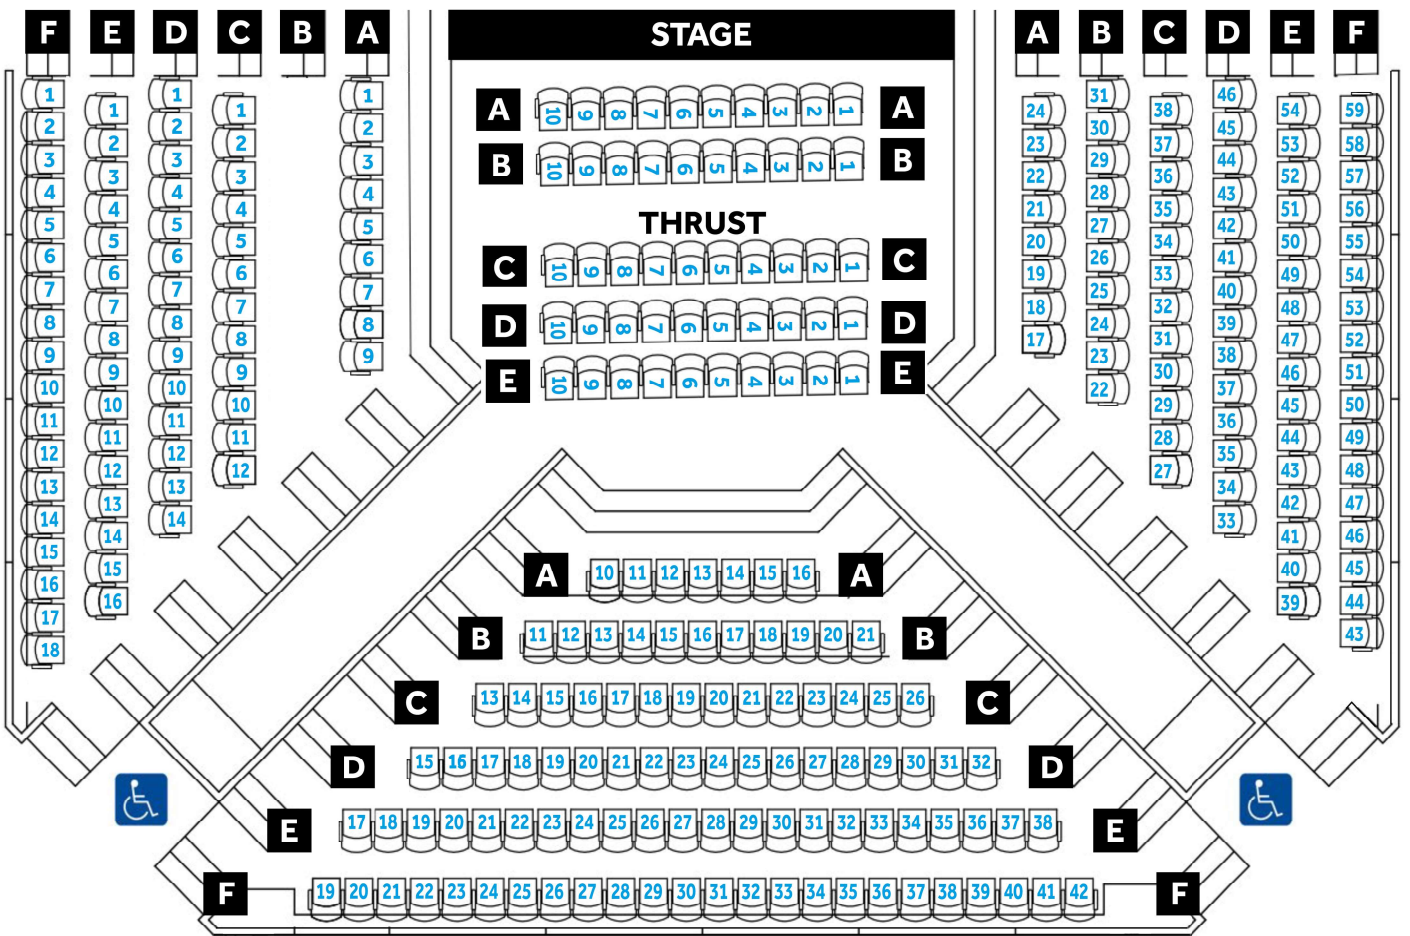 F E D C B A STAGE A B C D E F
1 2 3 4 5 6 7 8 9 10 11 12 13 14 15 16 17 18
1 2 3 4 5 6 7 8 9 10 11 12 13 14 15 16
1 2 3 4 5 6 7 8 9 10 11 12 13 14
1 2 3 4 5 6 7 8 9 10 11 12
1 2 3 4 5 6 7 8 9
A 10 9 8 7 6 5 4 3 2 1 A
B 10 9 8 7 6 5 4 3 2 1 B
THRUST
C 10 9 8 7 6 5 4 3 2 1 C
D 10 9 8 7 6 5 4 3 2 1 D
E 10 9 8 7 6 5 4 3 2 1 E
24 23 22 21 20 19 18 17
31 30 29 28 27 26 25 24 23 22
38 37 36 35 34 33 32 31 30 29 28 27
46 45 44 43 42 41 40 39 38 37 36 35 34 33
54 53 52 51 50 49 48 47 46 45 44 43 42 41 40 39
59 58 57 56 55 54 53 52 51 50 49 48 47 46 45 44 43
A 10 11 12 13 14 15 16 A
B 11 12 13 14 15 16 17 18 19 20 21 B
C 13 14 15 16 17 18 19 20 21 22 23 24 25 26 C
D 15 16 17 18 19 20 21 22 23 24 25 26 27 28 29 30 31 32 D
E 17 18 19 20 21 22 23 24 25 26 27 28 29 30 31 32 33 34 35 36 37 38 E
F 19 20 21 22 23 24 25 26 27 28 29 30 31 32 33 34 35 36 37 38 39 40 41 42 F